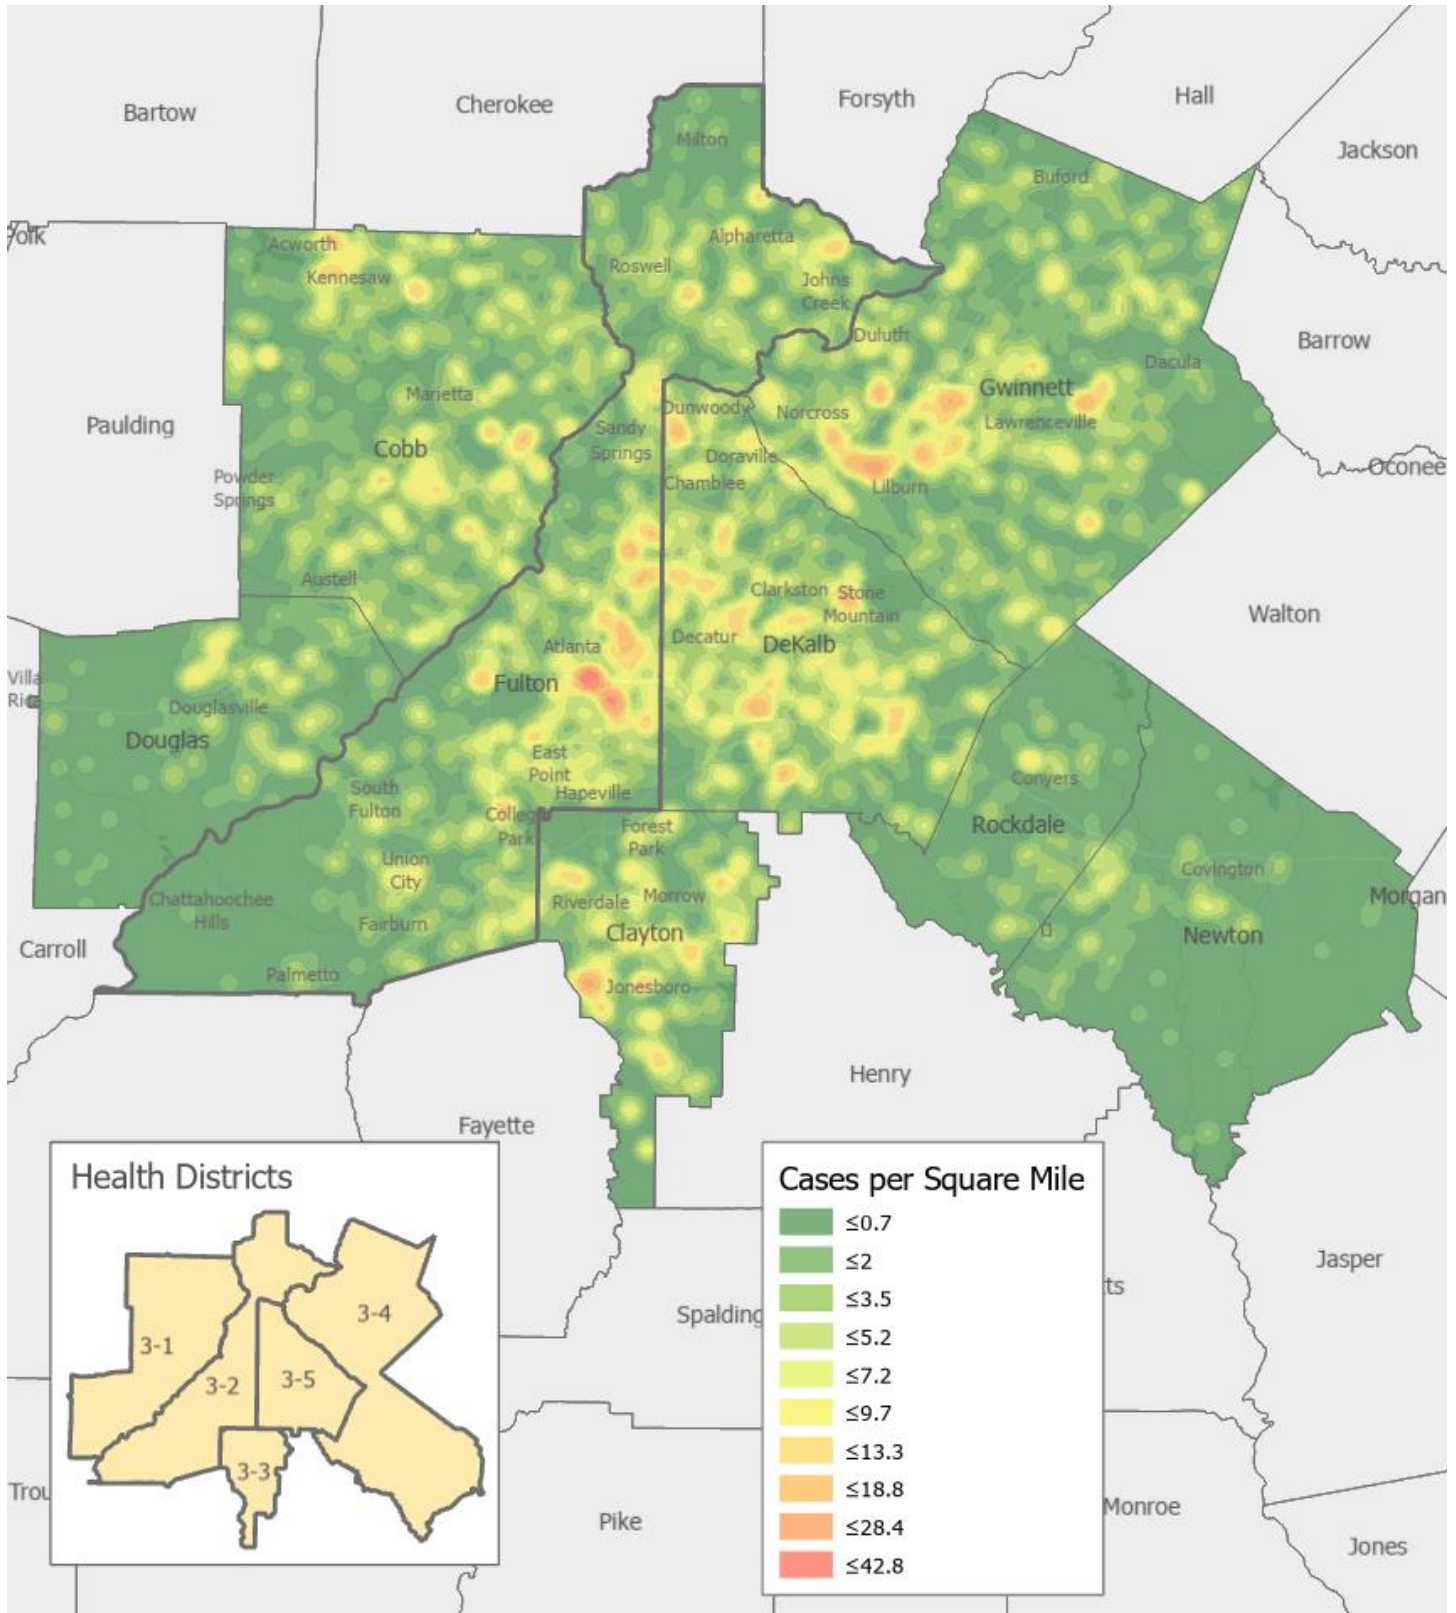 Bartow
Cherokee
Forsyth
Hall
Jackson
Milton
Buford
Acworth
Alpharetta
Kennesaw
Roswell
Johns
Creek
Duluth
Barrow
Dacula
Marietta
Gwinnett
Paulding
Dunwoody
Norcross
Lawrenceville
Sandy
Springs
Cobb
Doraville
Oconee
Powder
Springs
Chamblee
Lilburn
Austell
Clarkston
Stone
Mountain
Walton
Atlanta
Decatur
DeKalb
Villa
Fulton
Douglasville
Douglas
East
Point
Hapeville
South
Fulton
Conyers
College
Park
Forest
Park
Rockdale
Union
City
Covington
Chattahoochee
Hills
Riverdale
Morrow
Morgan
Fairburn
Clayton
Newton
Carroll
Palmetto
Jonesboro
Henry
Fayette
Jasper
Spalding
ts
Pike
Monroe
Jones
Health Districts
3-1
3-2
3-3
3-4
3-5
Cases per Square Mile
≤0.7
≤2
≤3.5
≤5.2
≤7.2
≤9.7
≤13.3
≤18.8
≤28.4
≤42.8